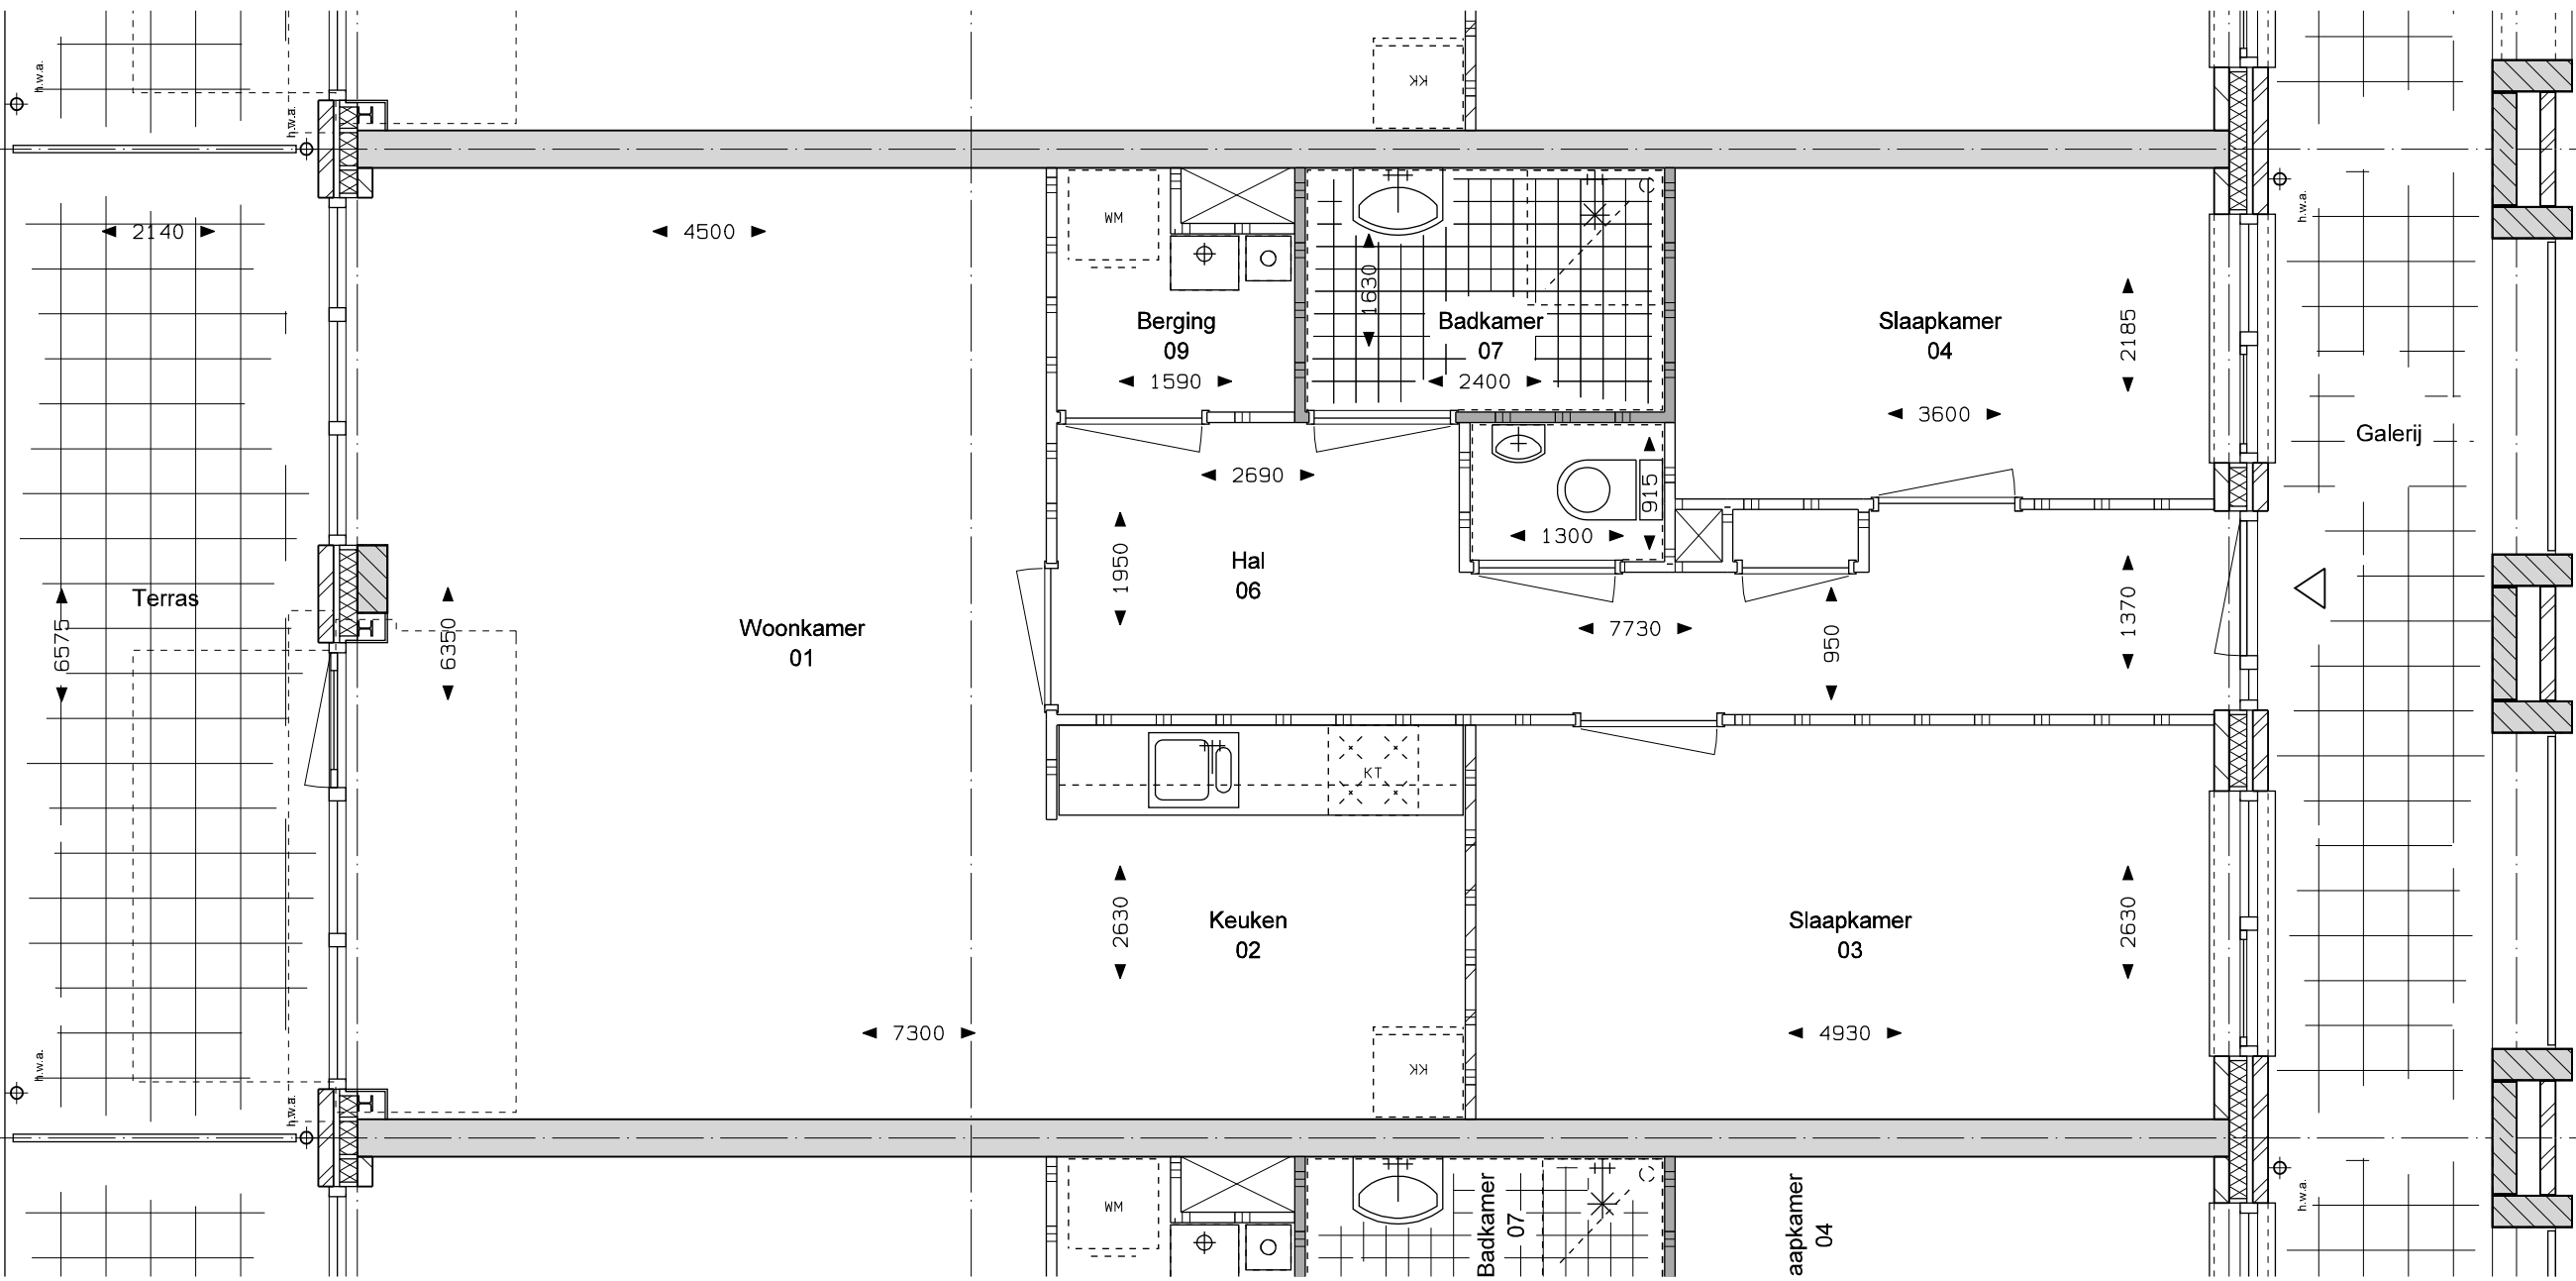 h.w.a.
h.w.a.
KK
2140
4500
WM
1630
Berging
09
1590
Badkamer
07
2400
Slaapkamer
04
2185
3600
h.w.a.
Galerij
2690
1950
Hal
06
915
1300
Terras
6575
6350
Woonkamer
01
7730
950
1370
KT
2630
Keuken
02
Slaapkamer
03
2630
7300
4930
KK
h.w.a.
h.w.a.
WM
Badkamer
07
aapkamer
04
h.w.a.